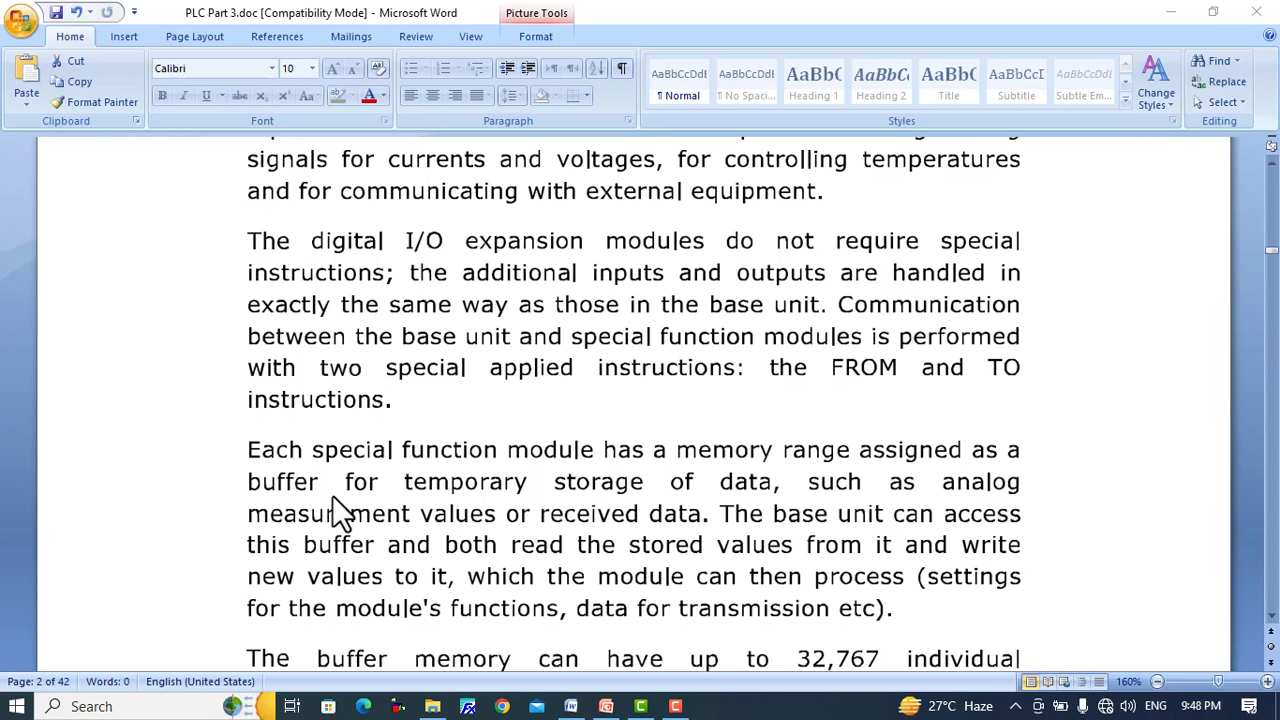 PLC Part 3.doc [Compatibility Mode] - Microsoft Word
Picture Tools
Home Insert Page Layout References Mailings Review View Format
Paste
Cut
Copy
Format Painter
Clipboard
Calibri 10
Font
Paragraph
AaBbCcDd AaBbCcDd AaBbC AaBbCc AaBbC AaBbCcI AaBbCcDd
¶ Normal ¶ No Spaci... Heading 1 Heading 2 Title Subtitle Subtle Em...
Change Styles
Styles
Find
Replace
Select
Editing
signals for currents and voltages, for controlling temperatures
and for communicating with external equipment.
The digital I/O expansion modules do not require special
instructions; the additional inputs and outputs are handled in
exactly the same way as those in the base unit. Communication
between the base unit and special function modules is performed
with two special applied instructions: the FROM and TO
instructions.
Each special function module has a memory range assigned as a
buffer for temporary storage of data, such as analog
measurement values or received data. The base unit can access
this buffer and both read the stored values from it and write
new values to it, which the module can then process (settings
for the module's functions, data for transmission etc).
The buffer memory can have up to 32,767 individual
Page: 2 of 42 Words: 0 English (United States) 160%
Search 27°C Haze ENG 9:48 PM